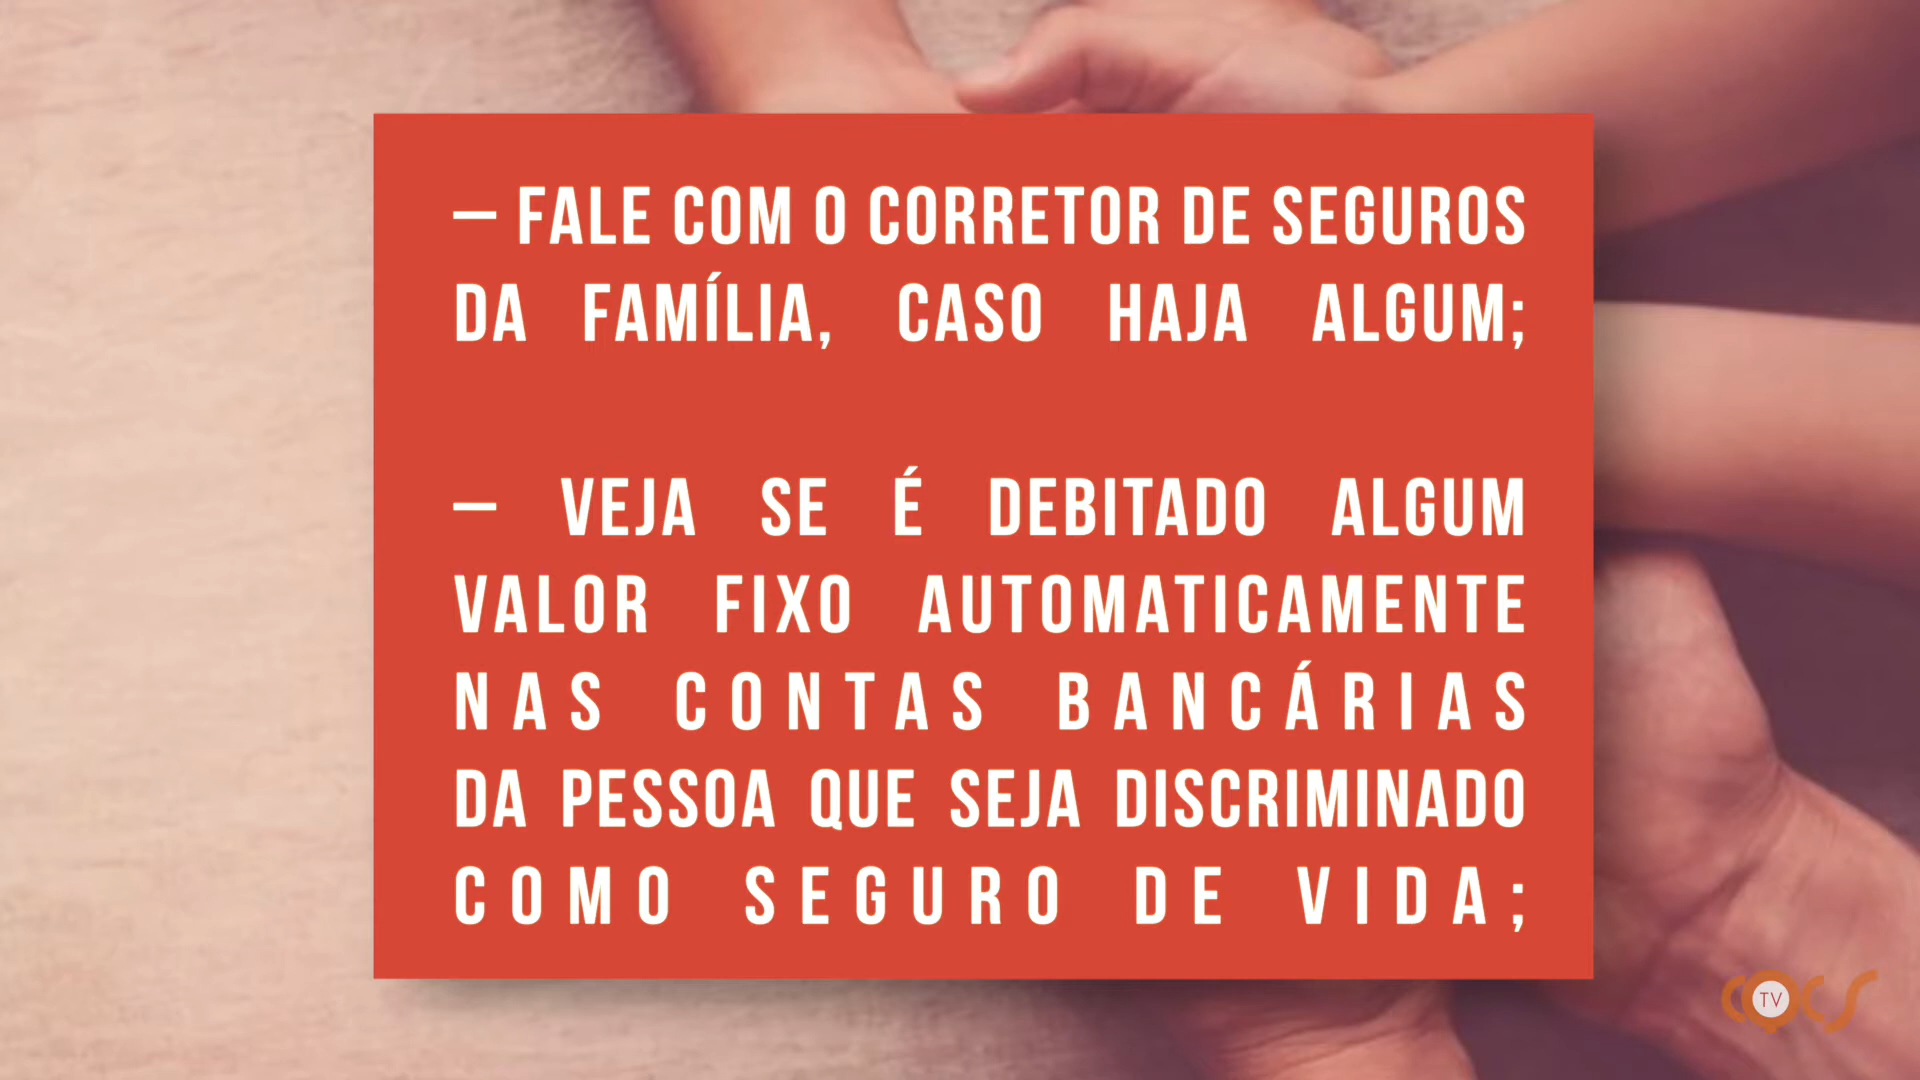 – FALE COM O CORRETOR DE SEGUROS
DA FAMÍLIA, CASO HAJA ALGUM;
– VEJA SE É DEBITADO ALGUM
VALOR FIXO AUTOMATICAMENTE
NAS CONTAS BANCÁRIAS
DA PESSOA QUE SEJA DISCRIMINADO
COMO SEGURO DE VIDA;
CQCS
TV